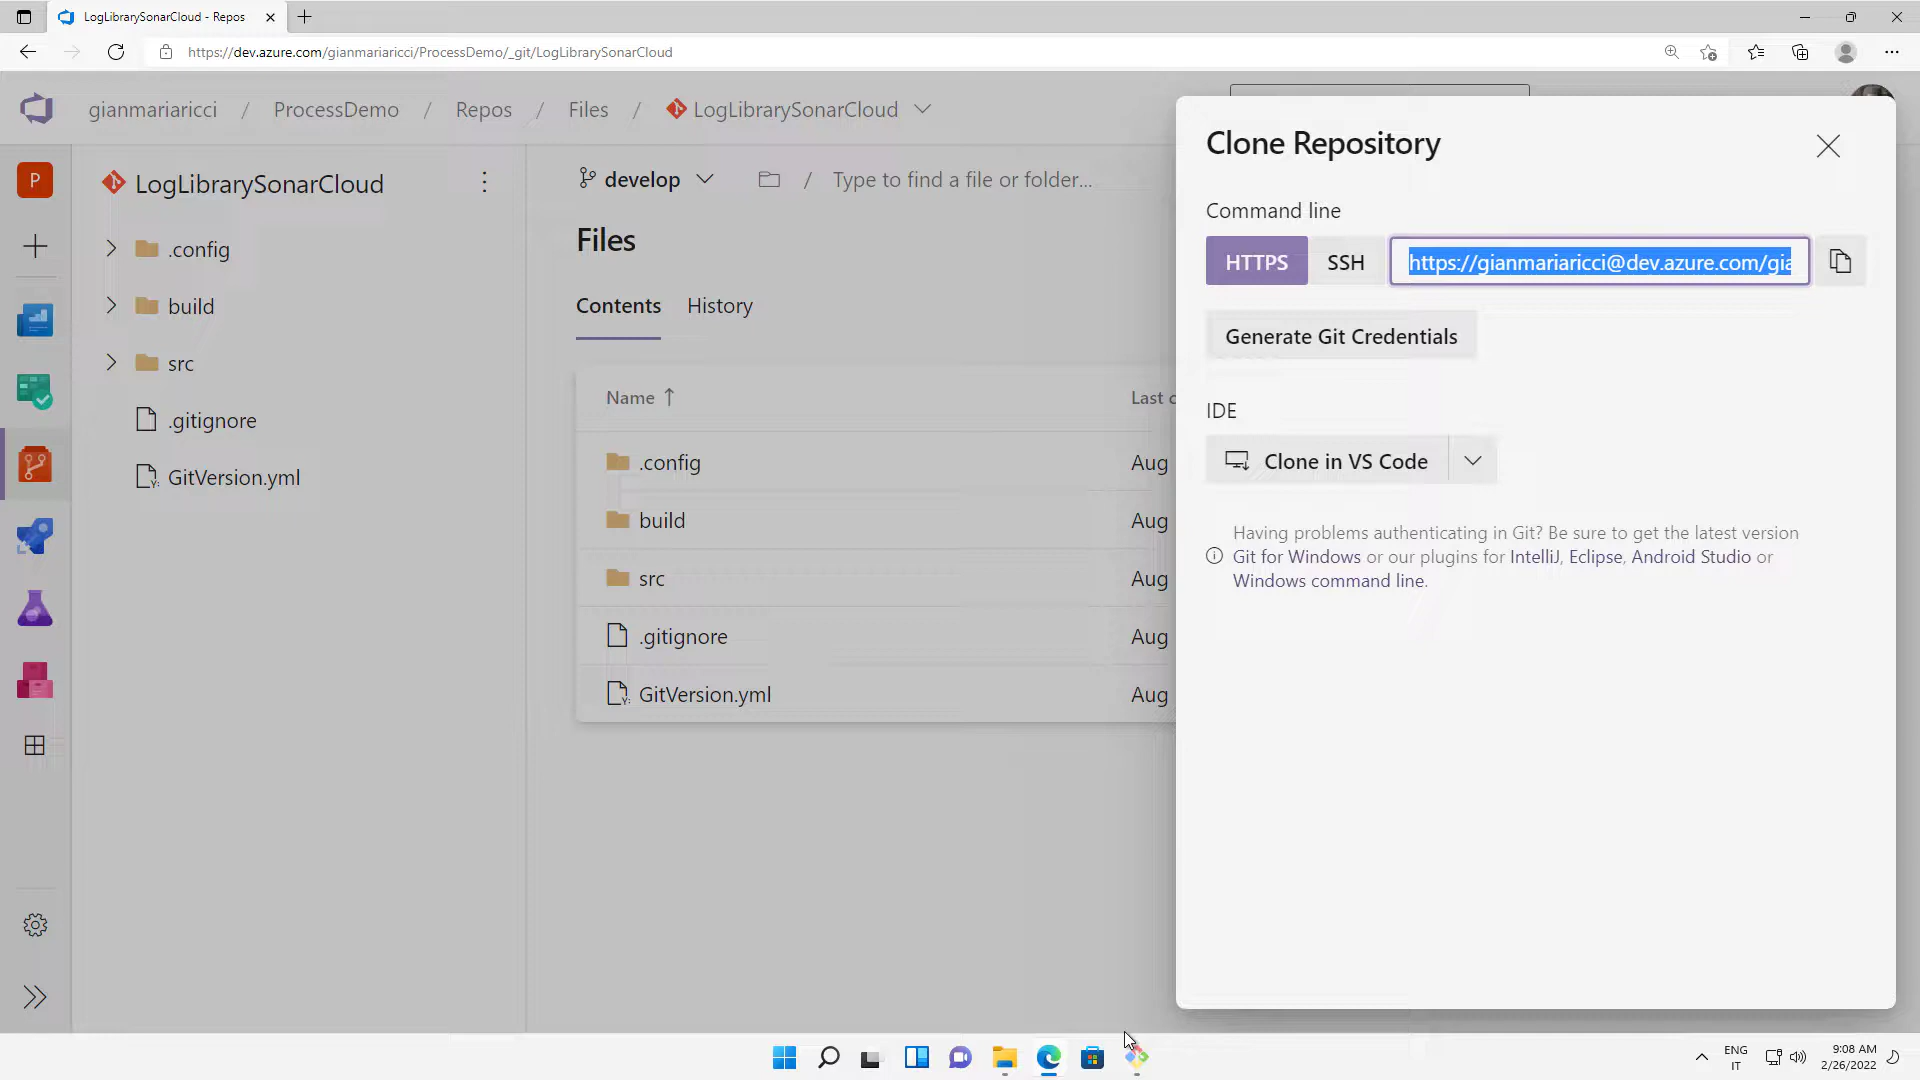 LogLibrarySonarCloud - Repos
https://dev.azure.com/gianmariaricci/ProcessDemo/_git/LogLibrarySonarCloud
gianmariaricci / ProcessDemo / Repos / Files / LogLibrarySonarCloud
P
LogLibrarySonarCloud
.config
build
src
.gitignore
GitVersion.yml
develop / Type to find a file or folder...
Files
Contents History
Name Last c
.config Aug
build Aug
src Aug
.gitignore Aug
GitVersion.yml Aug
Clone Repository
Command line
HTTPS SSH https://gianmariaricci@dev.azure.com/gia
Generate Git Credentials
IDE
Clone in VS Code
Having problems authenticating in Git? Be sure to get the latest version
Git for Windows or our plugins for IntelliJ, Eclipse, Android Studio or
Windows command line.
ENG
IT
9:08 AM
2/26/2022